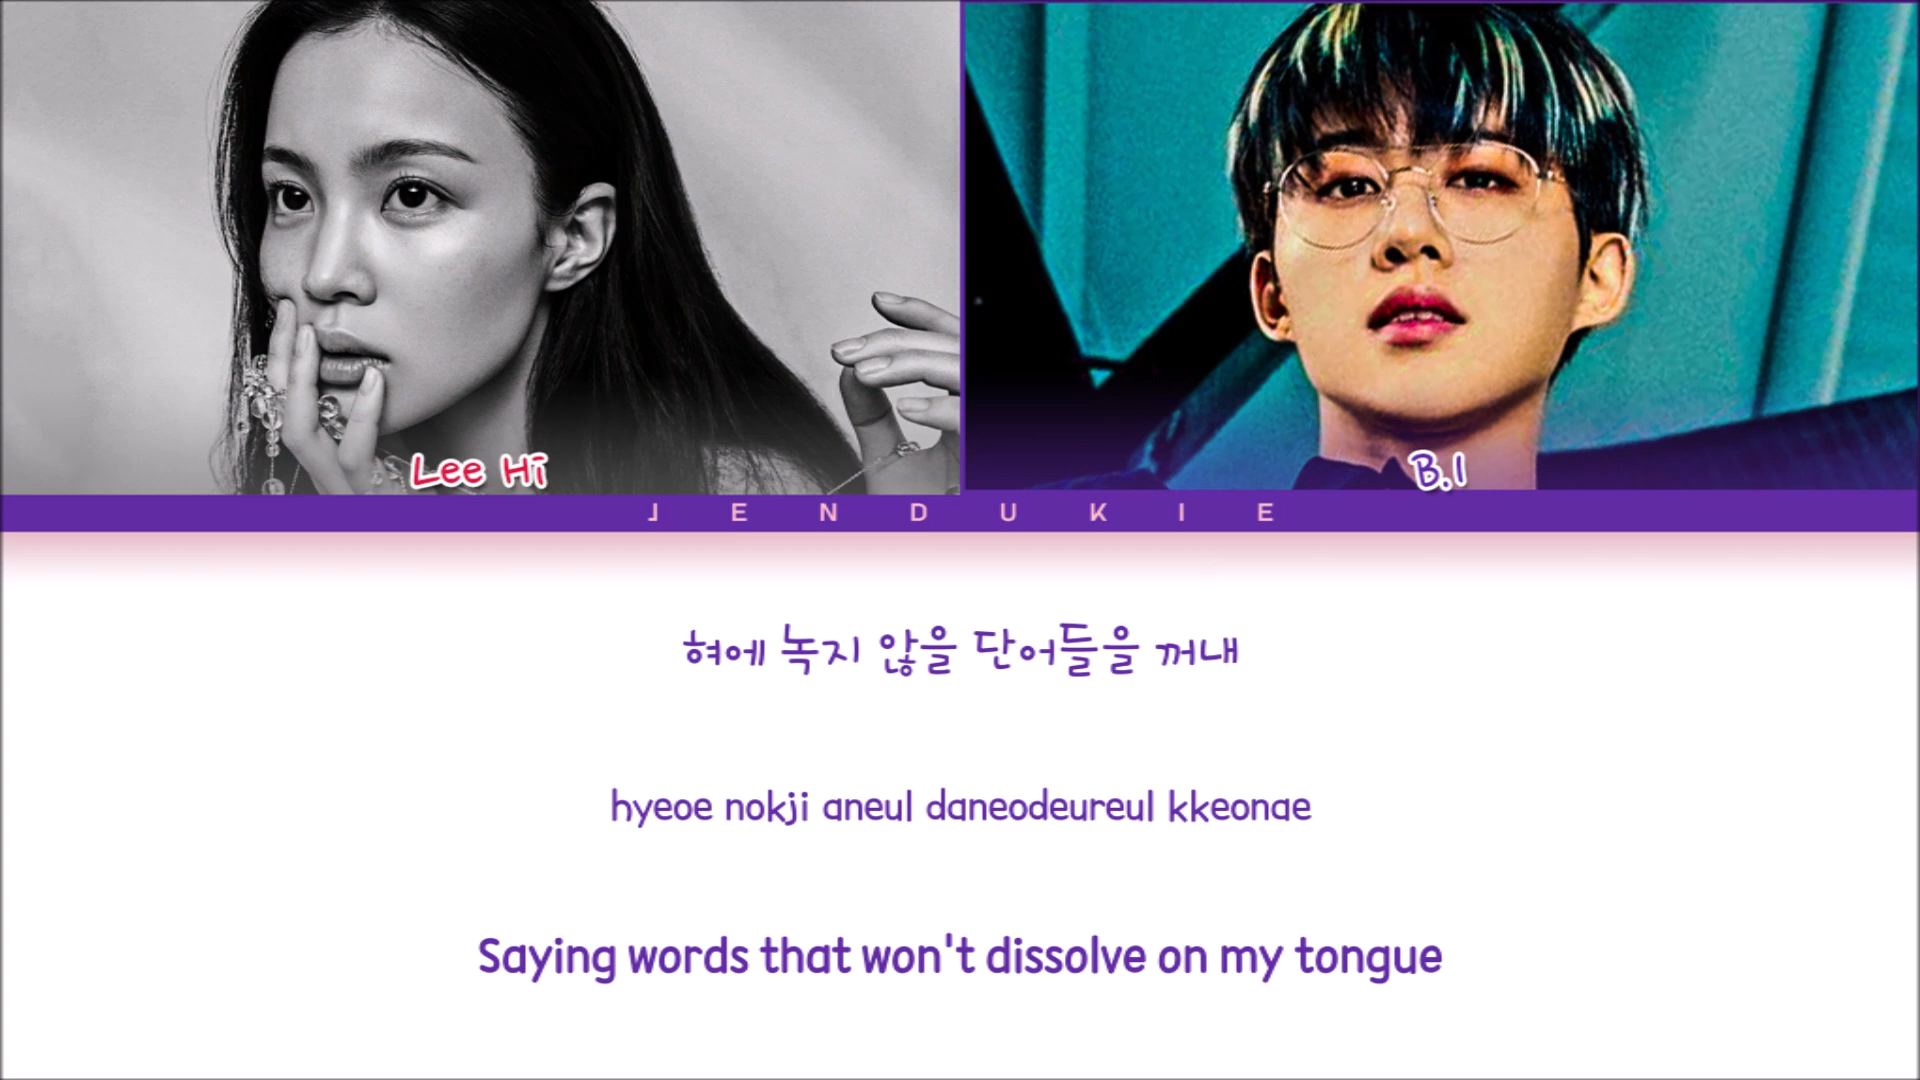 Lee Hi
B.I
JENDUKIE
혀에 녹지 않을 단어들을 꺼내
hyeoe nokji aneul daneodeureul kkeonae
Saying words that won't dissolve on my tongue